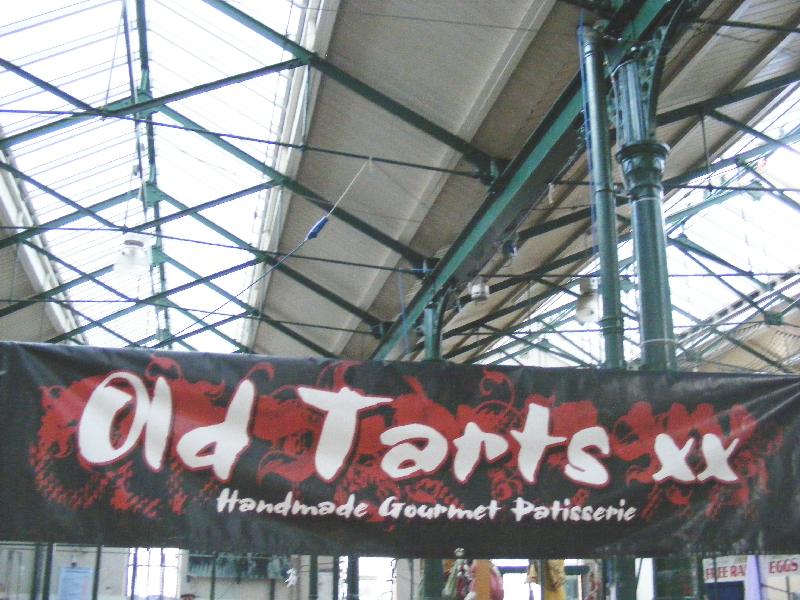 Old Tarts xx
Handmade Gourmet Patisserie
EGGS